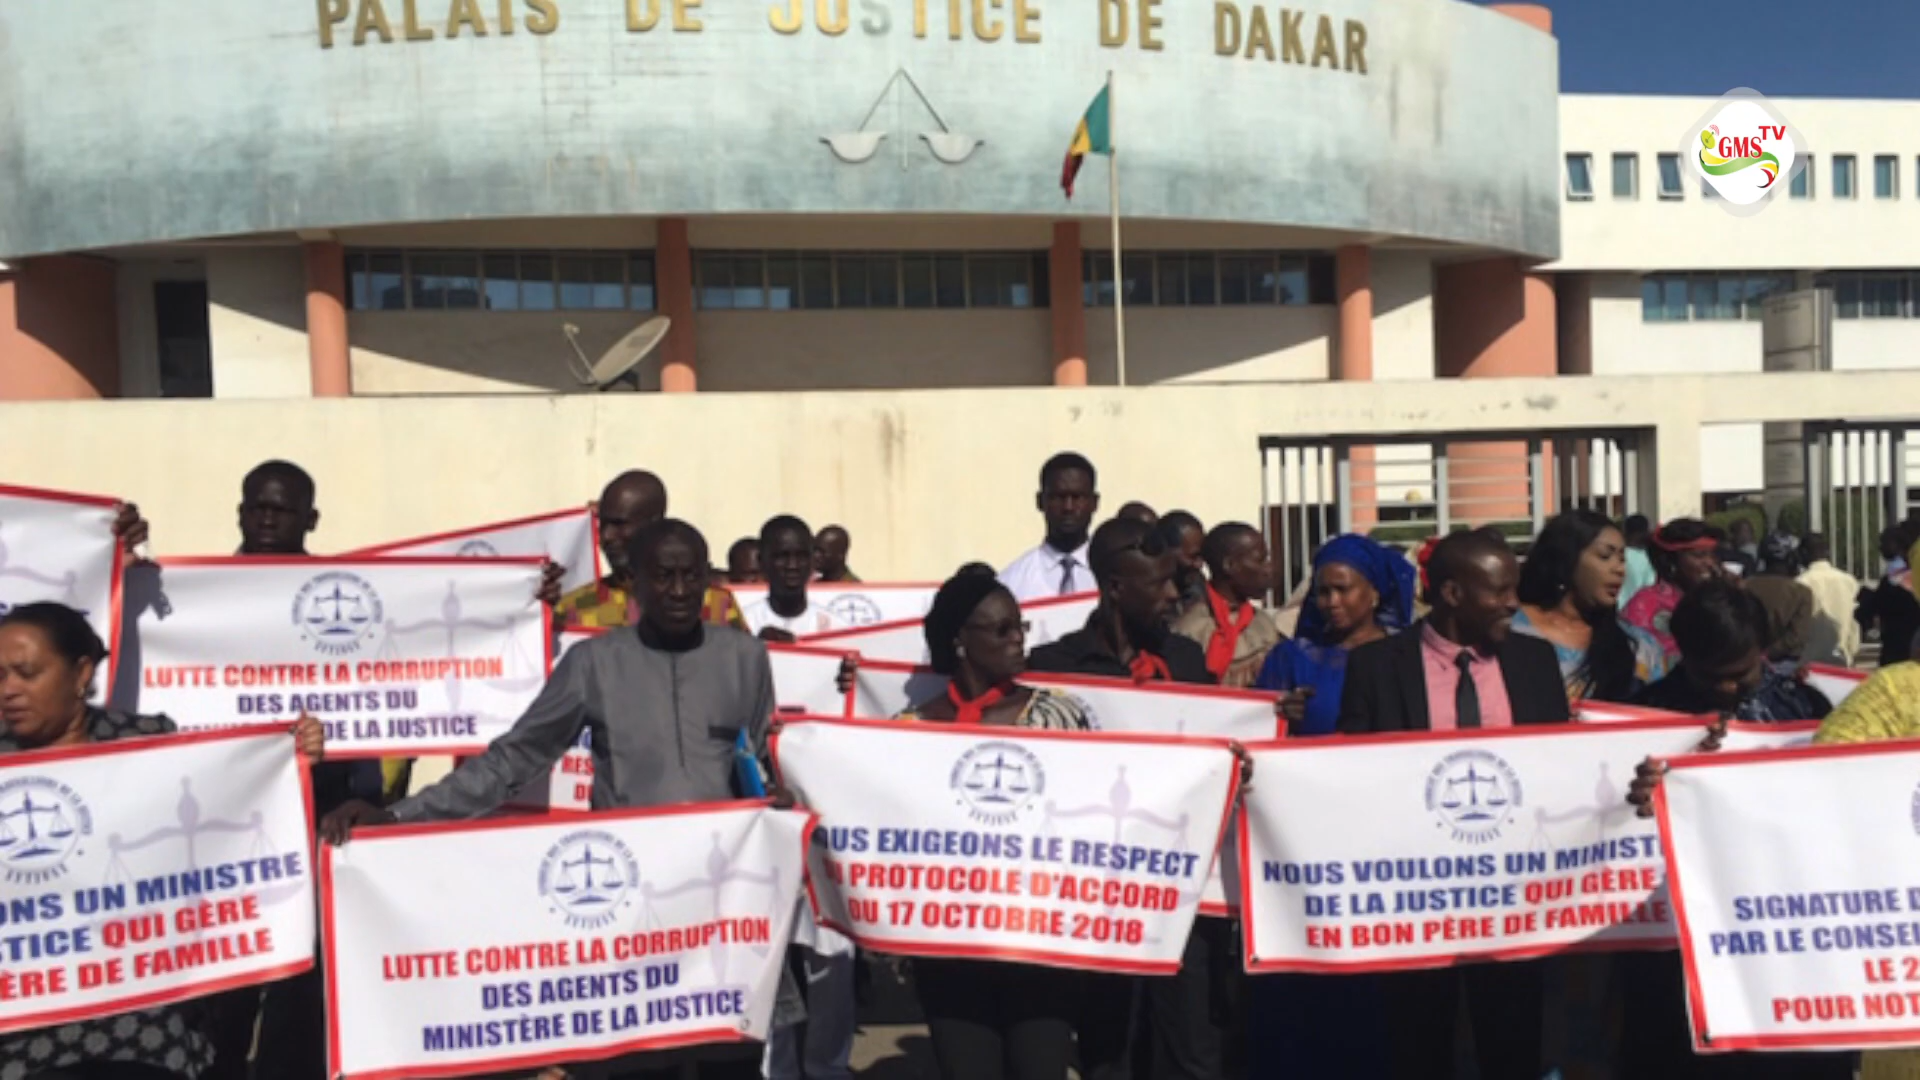 PALAIS DE JUSTICE DE DAKAR
GMS TV
LUTTE CONTRE LA CORRUPTION
DES AGENTS DU
DE LA JUSTICE
RES
D
ONS UN MINISTRE
STICE QUI GÈRE
ÈRE DE FAMILLE
LUTTE CONTRE LA CORRUPTION
DES AGENTS DU
MINISTÈRE DE LA JUSTICE
OUS EXIGEONS LE RESPECT
PROTOCOLE D'ACCORD
DU 17 OCTOBRE 2018
NOUS VOULONS UN MINIST
DE LA JUSTICE QUI GÈRE
EN BON PÈRE DE FAMILLE
SIGNATURE D
PAR LE CONSEI
LE 2
POUR NOT